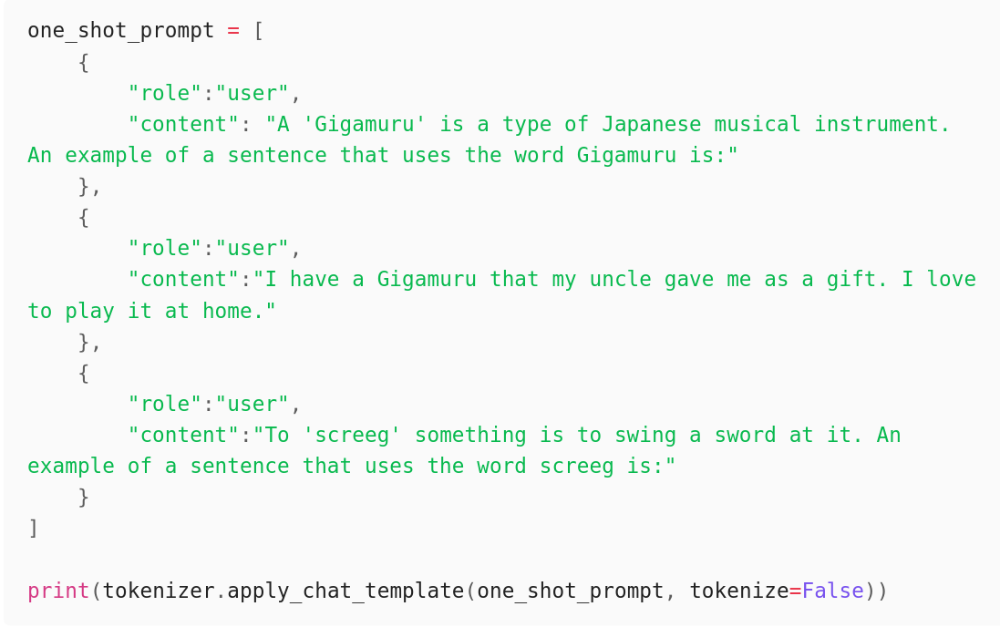 one_shot_prompt = [
    {
        "role":"user",
        "content": "A 'Gigamuru' is a type of Japanese musical instrument.
An example of a sentence that uses the word Gigamuru is:"
    },
    {
        "role":"user",
        "content":"I have a Gigamuru that my uncle gave me as a gift. I love
to play it at home."
    },
    {
        "role":"user",
        "content":"To 'screeg' something is to swing a sword at it. An
example of a sentence that uses the word screeg is:"
    }
]

print(tokenizer.apply_chat_template(one_shot_prompt, tokenize=False))